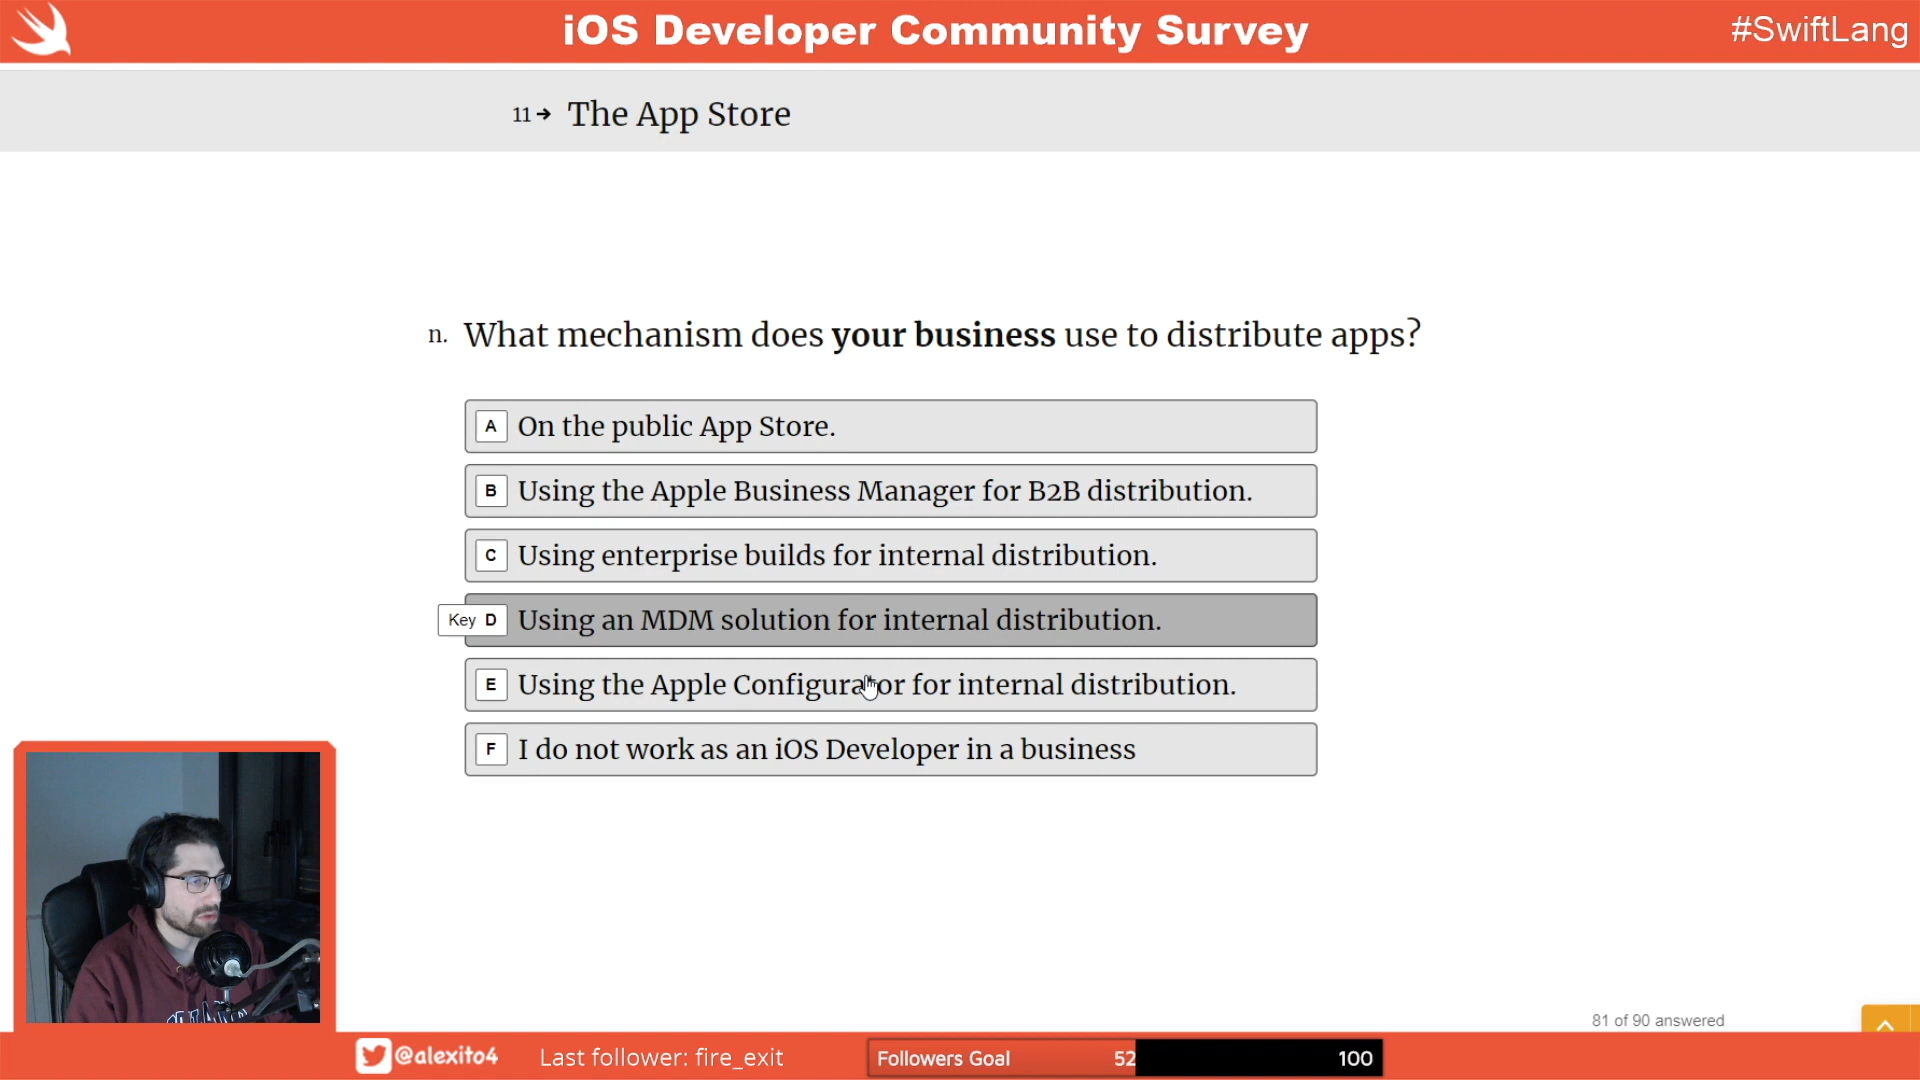 iOS Developer Community Survey
#SwiftLang
11 → The App Store
n. What mechanism does your business use to distribute apps?
A On the public App Store.
B Using the Apple Business Manager for B2B distribution.
C Using enterprise builds for internal distribution.
Key D Using an MDM solution for internal distribution.
E Using the Apple Configurator for internal distribution.
F I do not work as an iOS Developer in a business
81 of 90 answered
@alexito4
Last follower: fire_exit
Followers Goal 52 100